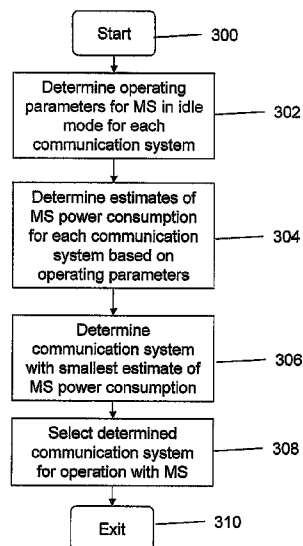 Start
300
Determine operating
parameters for MS in idle
mode for each
communication system
302
Determine estimates of
MS power consumption
for each communication
system based on
operating parameters
304
Determine
communication system
with smallest estimate of
MS power consumption
306
Select determined
communication system
for operation with MS
308
Exit
310